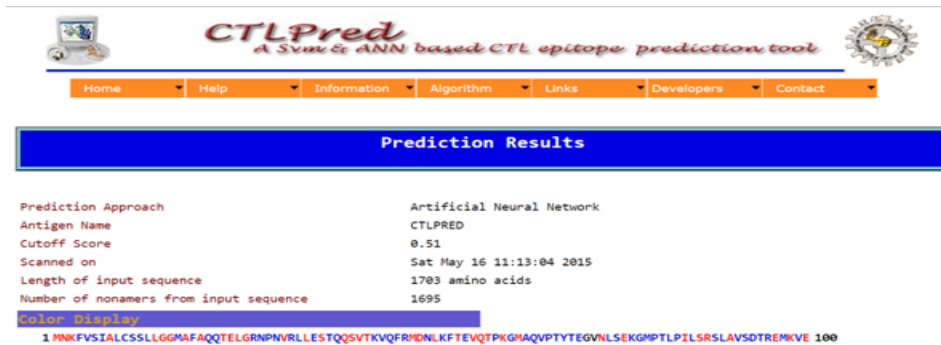 CTLPred
A Svm & ANN based CTL epitope prediction tool
Home Help Information Algorithm Links Developers Contact
Prediction Results
Prediction Approach Artificial Neural Network
Antigen Name CTLPRED
Cutoff Score 0.51
Scanned on Sat May 16 11:13:04 2015
Length of input sequence 1703 amino acids
Number of nonamers from input sequence 1695
Color Display
1 MNKFVSIALCSSLLGGMAFAQQTELGRNPNVRLLESTQQSVTKVQFRMDNLKFTEVQTPKGMAQVPTYTEGVNLSEKGMPTLPILSRSLAVSDTREMKVE 100